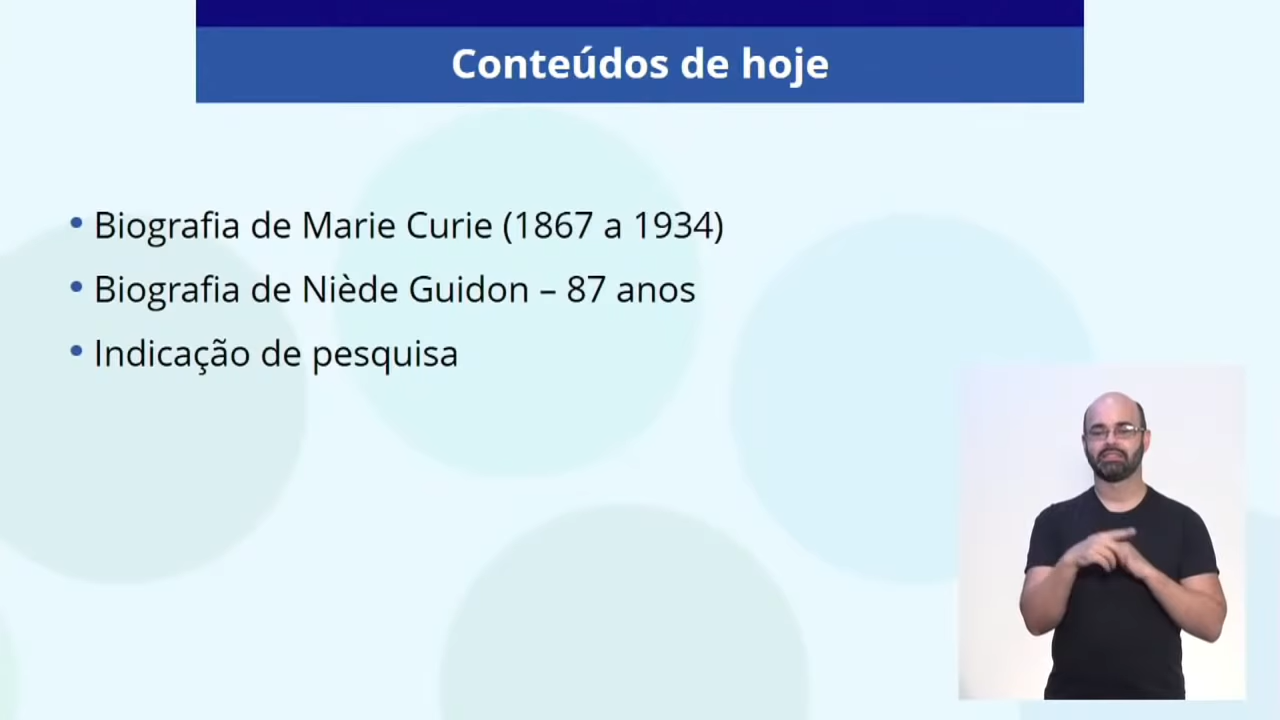 Conteúdos de hoje
• Biografia de Marie Curie (1867 a 1934)
• Biografia de Niède Guidon – 87 anos
• Indicação de pesquisa